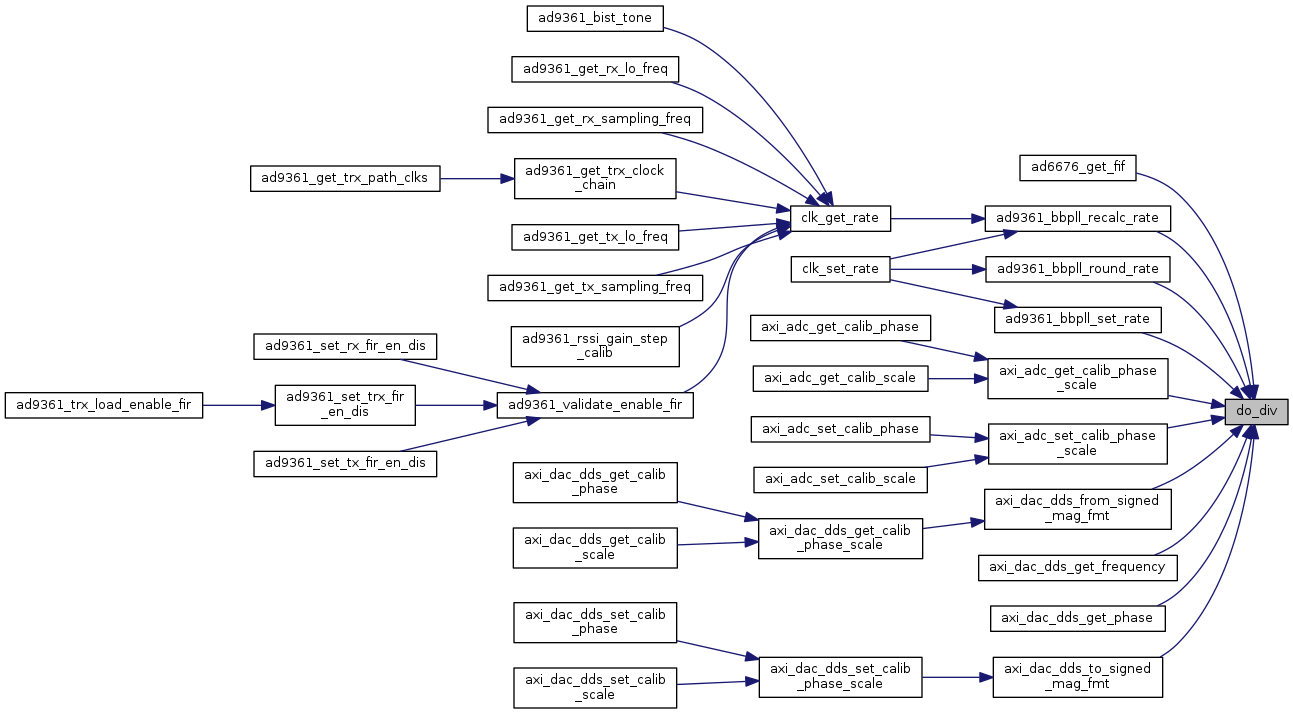 ad9361_bist_tone
ad9361_get_rx_lo_freq
ad9361_get_rx_sampling_freq
ad9361_get_trx_path_clks
ad9361_get_trx_clock
_chain
ad9361_get_tx_lo_freq
ad9361_get_tx_sampling_freq
ad9361_rssi_gain_step
_calib
ad9361_set_rx_fir_en_dis
ad9361_trx_load_enable_fir
ad9361_set_trx_fir
_en_dis
ad9361_validate_enable_fir
ad9361_set_tx_fir_en_dis
clk_get_rate
clk_set_rate
ad6676_get_fif
ad9361_bbpll_recalc_rate
ad9361_bbpll_round_rate
ad9361_bbpll_set_rate
axi_adc_get_calib_phase
axi_adc_get_calib_scale
axi_adc_get_calib_phase
_scale
axi_adc_set_calib_phase
axi_adc_set_calib_scale
axi_adc_set_calib_phase
_scale
do_div
axi_dac_dds_get_calib
_phase
axi_dac_dds_get_calib
_scale
axi_dac_dds_get_calib
_phase_scale
axi_dac_dds_from_signed
_mag_fmt
axi_dac_dds_get_frequency
axi_dac_dds_get_phase
axi_dac_dds_set_calib
_phase
axi_dac_dds_set_calib
_scale
axi_dac_dds_set_calib
_phase_scale
axi_dac_dds_to_signed
_mag_fmt